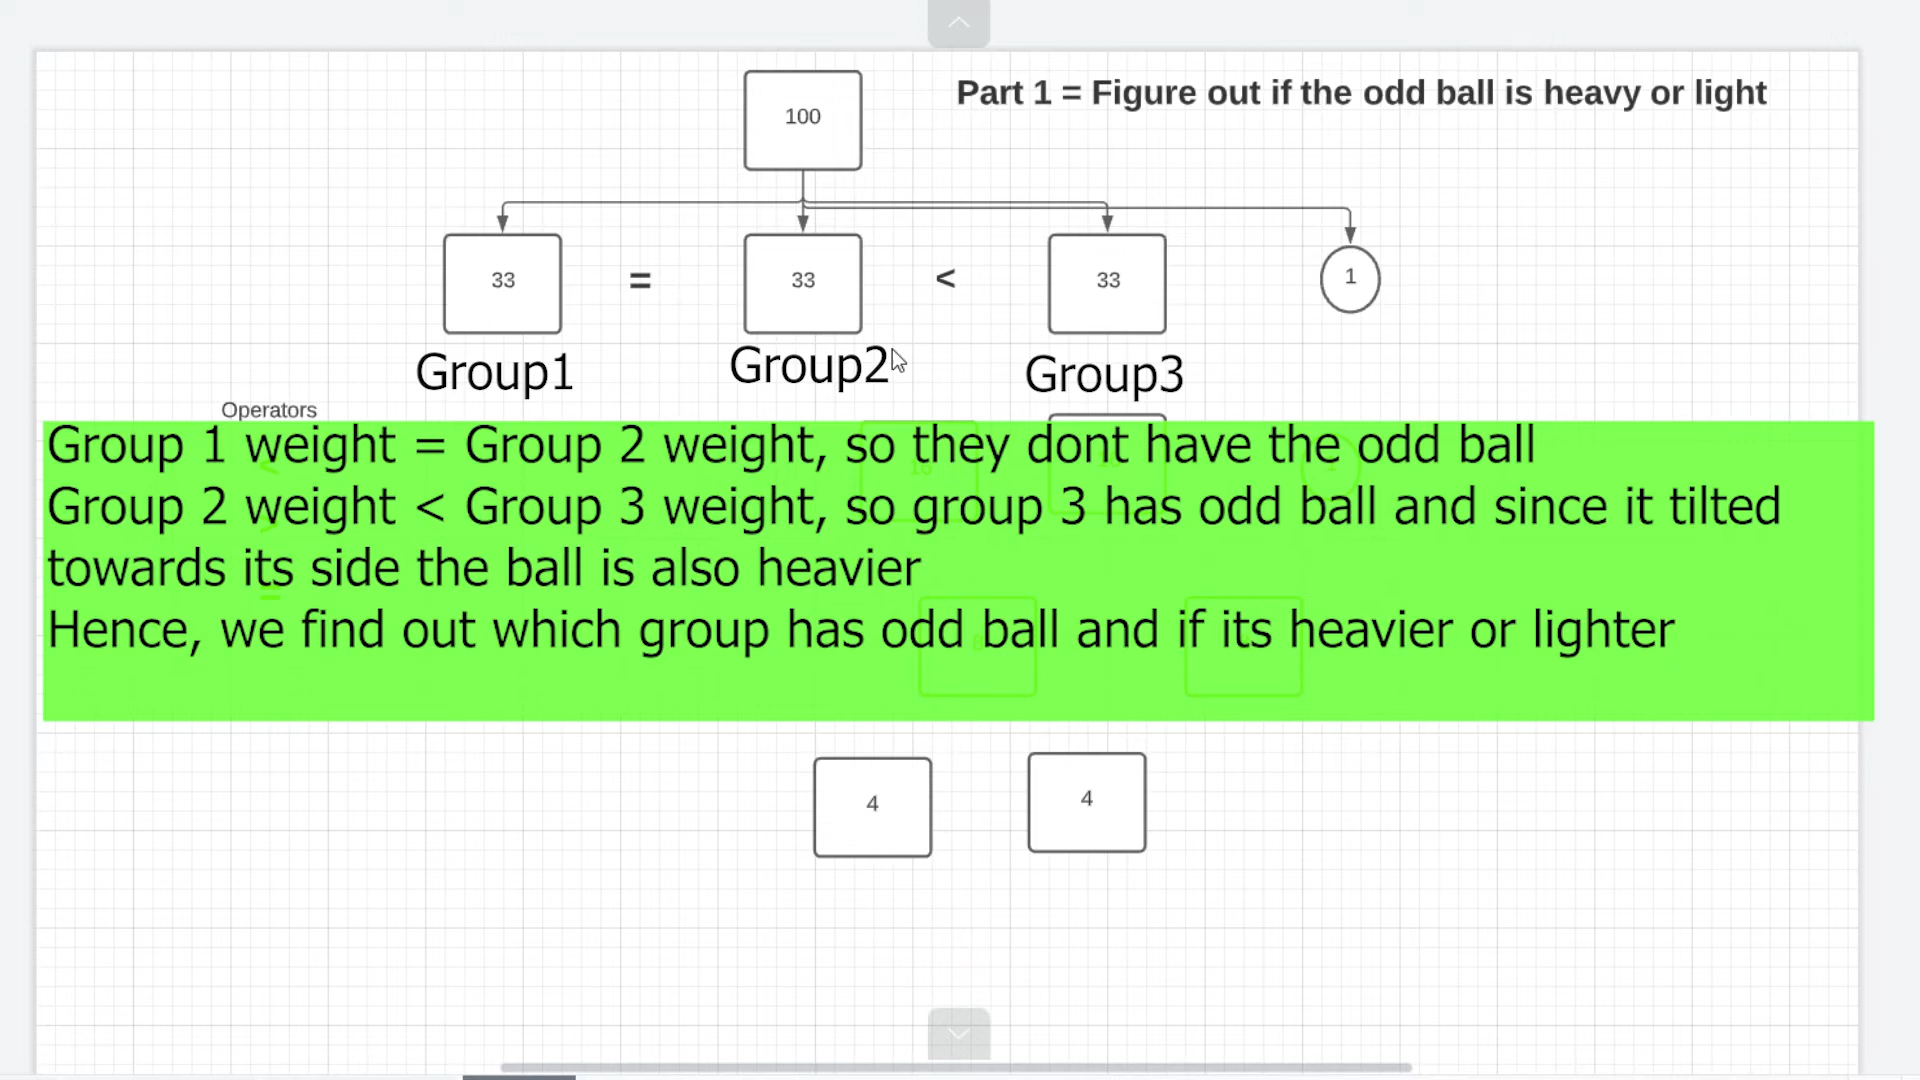 100
Part 1 = Figure out if the odd ball is heavy or light
33 = 33 < 33 1
Group1 Group2 Group3
Operators
Group 1 weight = Group 2 weight, so they dont have the odd ball
Group 2 weight < Group 3 weight, so group 3 has odd ball and since it tilted
towards its side the ball is also heavier
Hence, we find out which group has odd ball and if its heavier or lighter
4 4